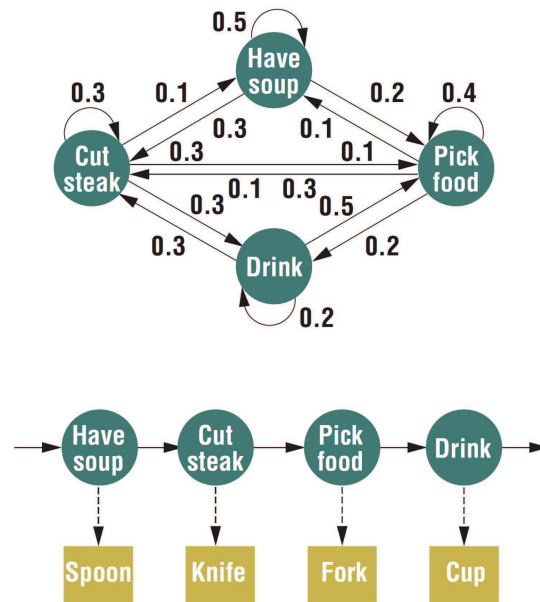 0.5
Have
soup
0.3
0.1
0.2
0.4
0.3
0.1
Cut
steak
0.3
0.1
Pick
food
0.1
0.3
0.3
0.5
0.3
0.2
Drink
0.2
Have
soup
Cut
steak
Pick
food
Drink
Spoon
Knife
Fork
Cup